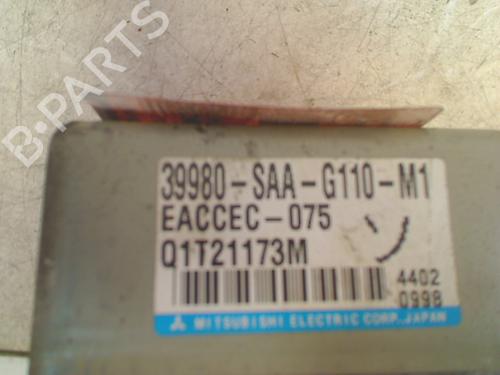 B-PARTS
39980-SAA-G110-M1
EACCEC-075
Q1T21173M
4402
0998
MITSUBISHI ELECTRIC CORP. JAPAN